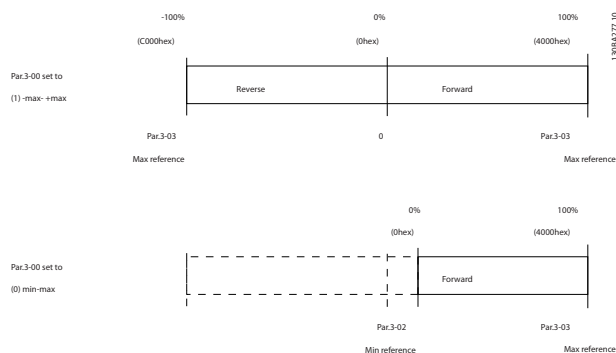 -100% 0% 100%
(C000hex) (0hex) (4000hex)
130BA277.10
Par.3-00 set to
(1) -max- +max
Reverse Forward
Par.3-03 0 Par.3-03
Max reference Max reference
0% 100%
(0hex) (4000hex)
Par.3-00 set to
(0) min-max
Forward
Par.3-02 Par.3-03
Min reference Max reference